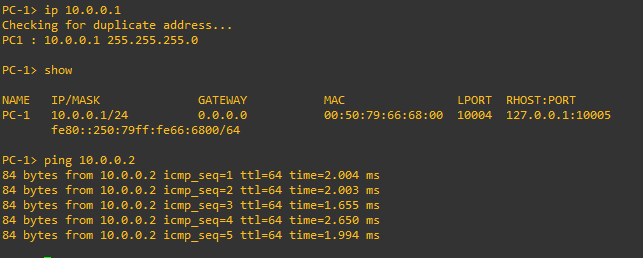 PC-1> ip 10.0.0.1
Checking for duplicate address...
PC1 : 10.0.0.1 255.255.255.0
PC-1> show
NAME   IP/MASK              GATEWAY           MAC                LPORT  RHOST:PORT
PC-1   10.0.0.1/24          0.0.0.0           00:50:79:66:68:00  10004  127.0.0.1:10005
       fe80::250:79ff:fe66:6800/64
PC-1> ping 10.0.0.2
84 bytes from 10.0.0.2 icmp_seq=1 ttl=64 time=2.004 ms
84 bytes from 10.0.0.2 icmp_seq=2 ttl=64 time=2.003 ms
84 bytes from 10.0.0.2 icmp_seq=3 ttl=64 time=1.655 ms
84 bytes from 10.0.0.2 icmp_seq=4 ttl=64 time=2.650 ms
84 bytes from 10.0.0.2 icmp_seq=5 ttl=64 time=1.994 ms